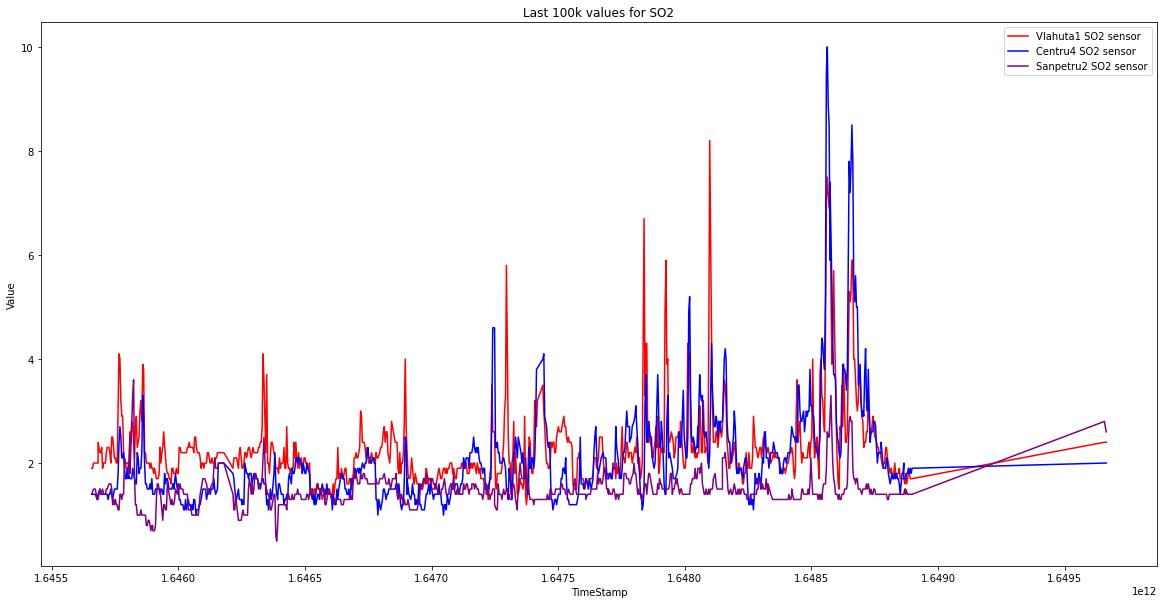 Last 100k values for SO2
Vlahuta1 SO2 sensor
Centru4 SO2 sensor
Sanpetru2 SO2 sensor
Value
10
8
6
4
2
1.6455 1.6460 1.6465 1.6470 1.6475 1.6480 1.6485 1.6490 1.6495
1e12
TimeStamp